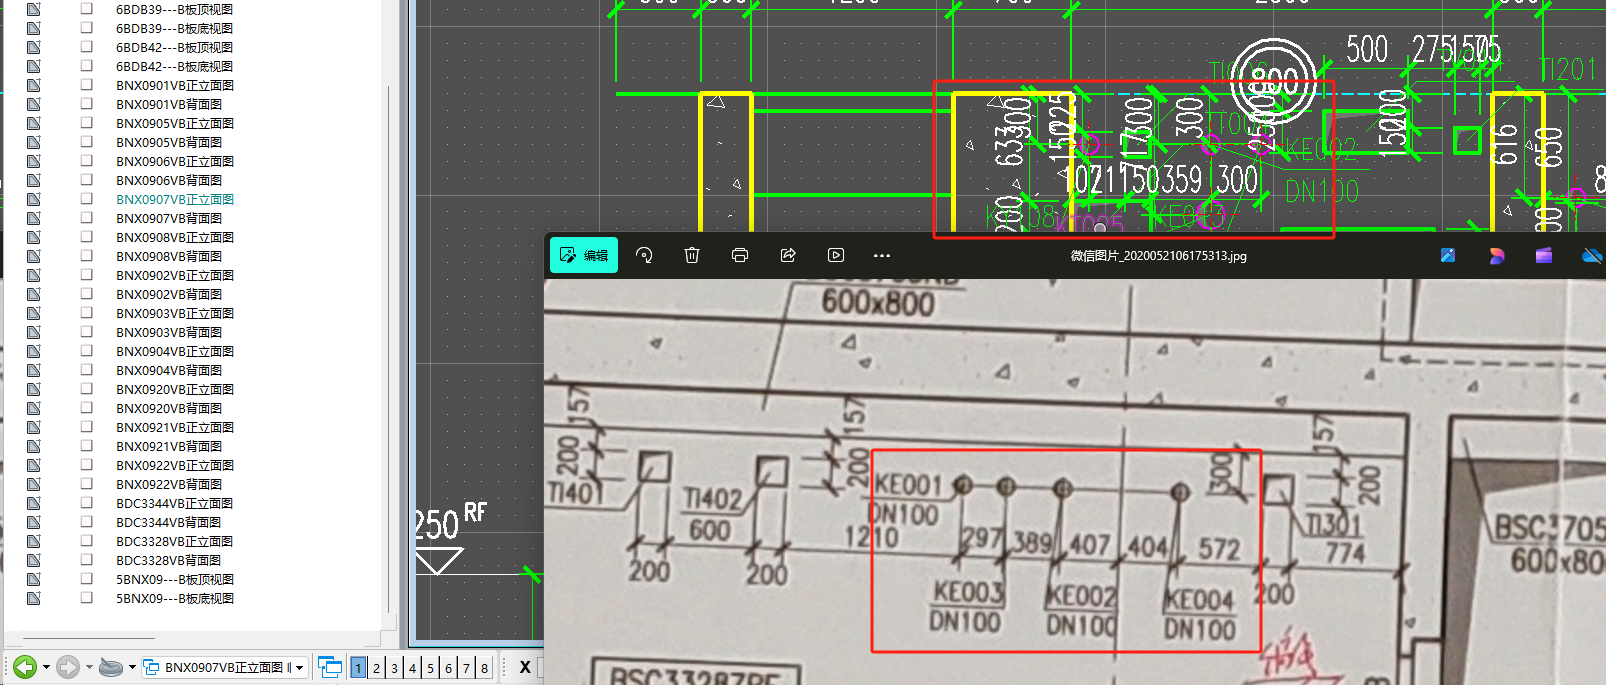 6BDB39---B板顶视图
6BDB39---B板底视图
6BDB42---B板顶视图
6BDB42---B板底视图
BNX0901VB正立面图
BNX0901VB背面图
BNX0905VB正立面图
BNX0905VB背面图
BNX0906VB正立面图
BNX0906VB背面图
BNX0907VB正立面图
BNX0907VB背面图
BNX0908VB正立面图
BNX0908VB背面图
BNX0902VB正立面图
BNX0902VB背面图
BNX0903VB正立面图
BNX0903VB背面图
BNX0904VB正立面图
BNX0904VB背面图
BNX0920VB正立面图
BNX0920VB背面图
BNX0921VB正立面图
BNX0921VB背面图
BNX0922VB正立面图
BNX0922VB背面图
BDC3344VB正立面图
BDC3344VB背面图
BDC3328VB正立面图
BDC3328VB背面图
5BNX09---B板顶视图
5BNX09---B板底视图
BNX0907VB正立面图
1 2 3 4 5 6 7 8
X
500
TI201
800
300
633
300
300
616
650
KE002
DN100
359
300
200
250 RF
编辑
微信图片_2020052106175313.jpg
600x800
157
157
157
200
200
300
200
TI401
TI402
KE001
DN100
TI301
600
1210
297
389
407
404
572
774
200
200
200
KE003
DN100
KE002
DN100
KE004
DN100
BSC3705
600x80